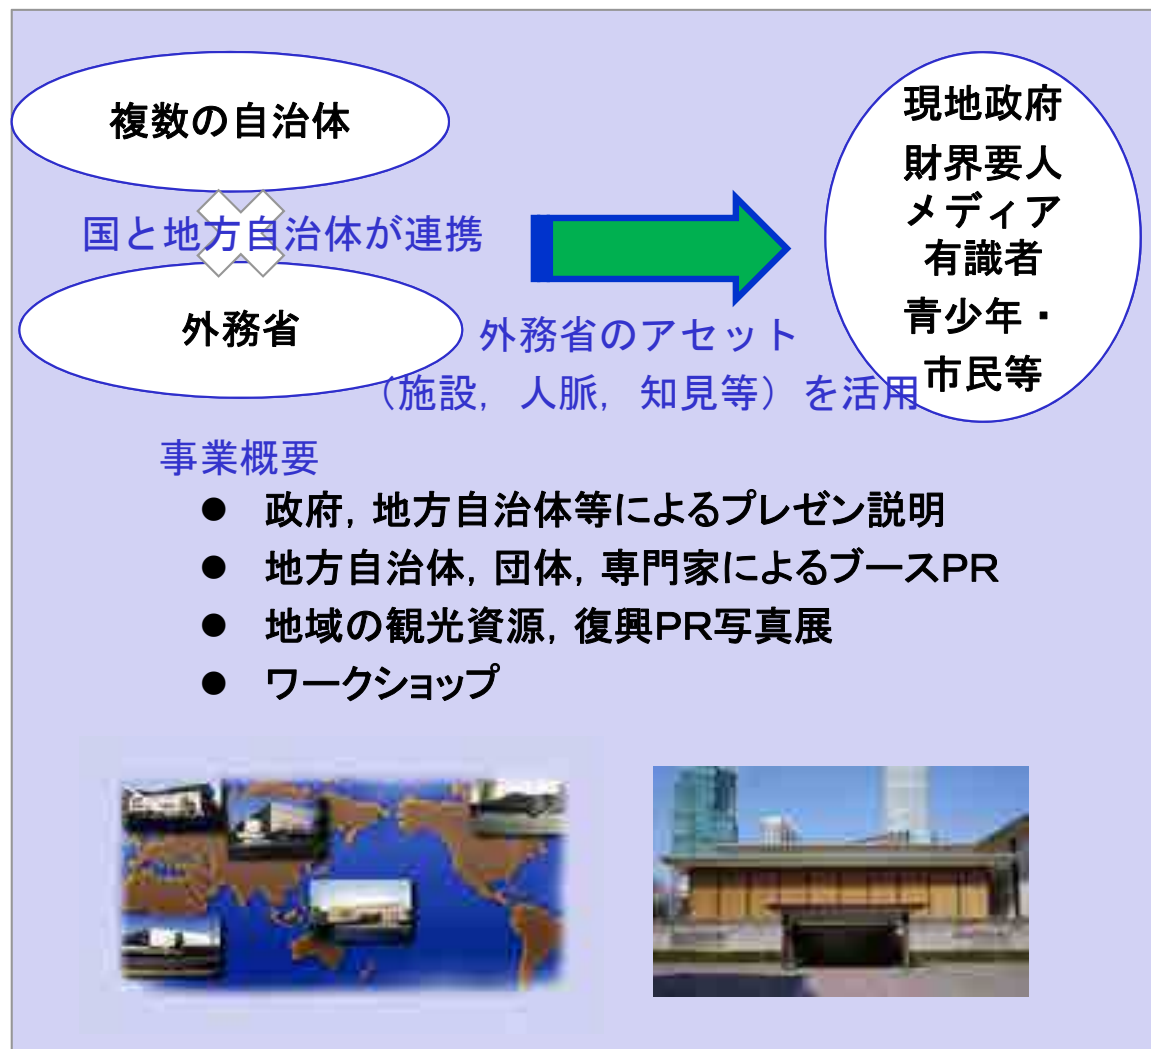 複数の自治体
国と地方自治体が連携
外務省
現地政府
財界要人
メディア
有識者
青少年・
市民等
外務省のアセット
（施設，人脈，知見等）を活用
事業概要
● 政府，地方自治体等によるプレゼン説明
● 地方自治体，団体，専門家によるブースＰＲ
● 地域の観光資源，復興ＰＲ写真展
● ワークショップ